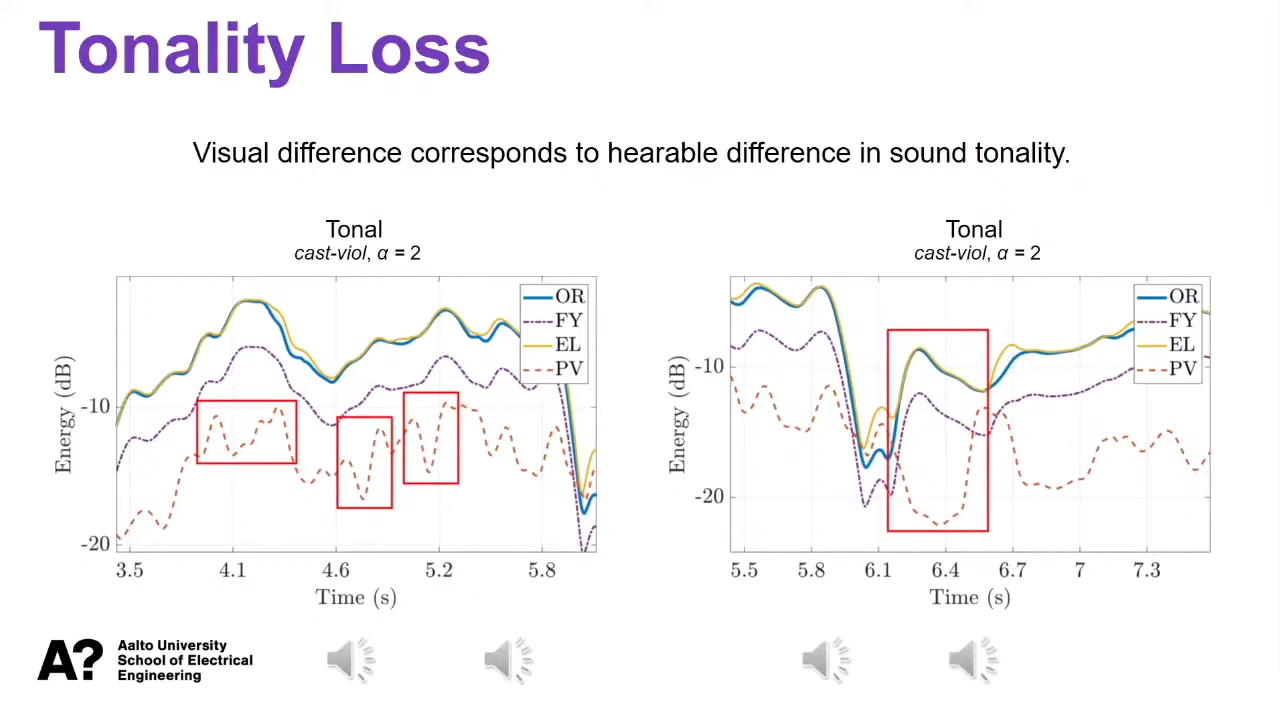 Tonality Loss
Visual difference corresponds to hearable difference in sound tonality.
Tonal
cast-viol, α = 2
OR
FY
EL
PV
Energy (dB)
-10
-20
3.5 4.1 4.6 5.2 5.8
Time (s)
Tonal
cast-viol, α = 2
OR
FY
EL
PV
Energy (dB)
-10
-20
5.5 5.8 6.1 6.4 6.7 7 7.3
Time (s)
A?
Aalto University
School of Electrical
Engineering